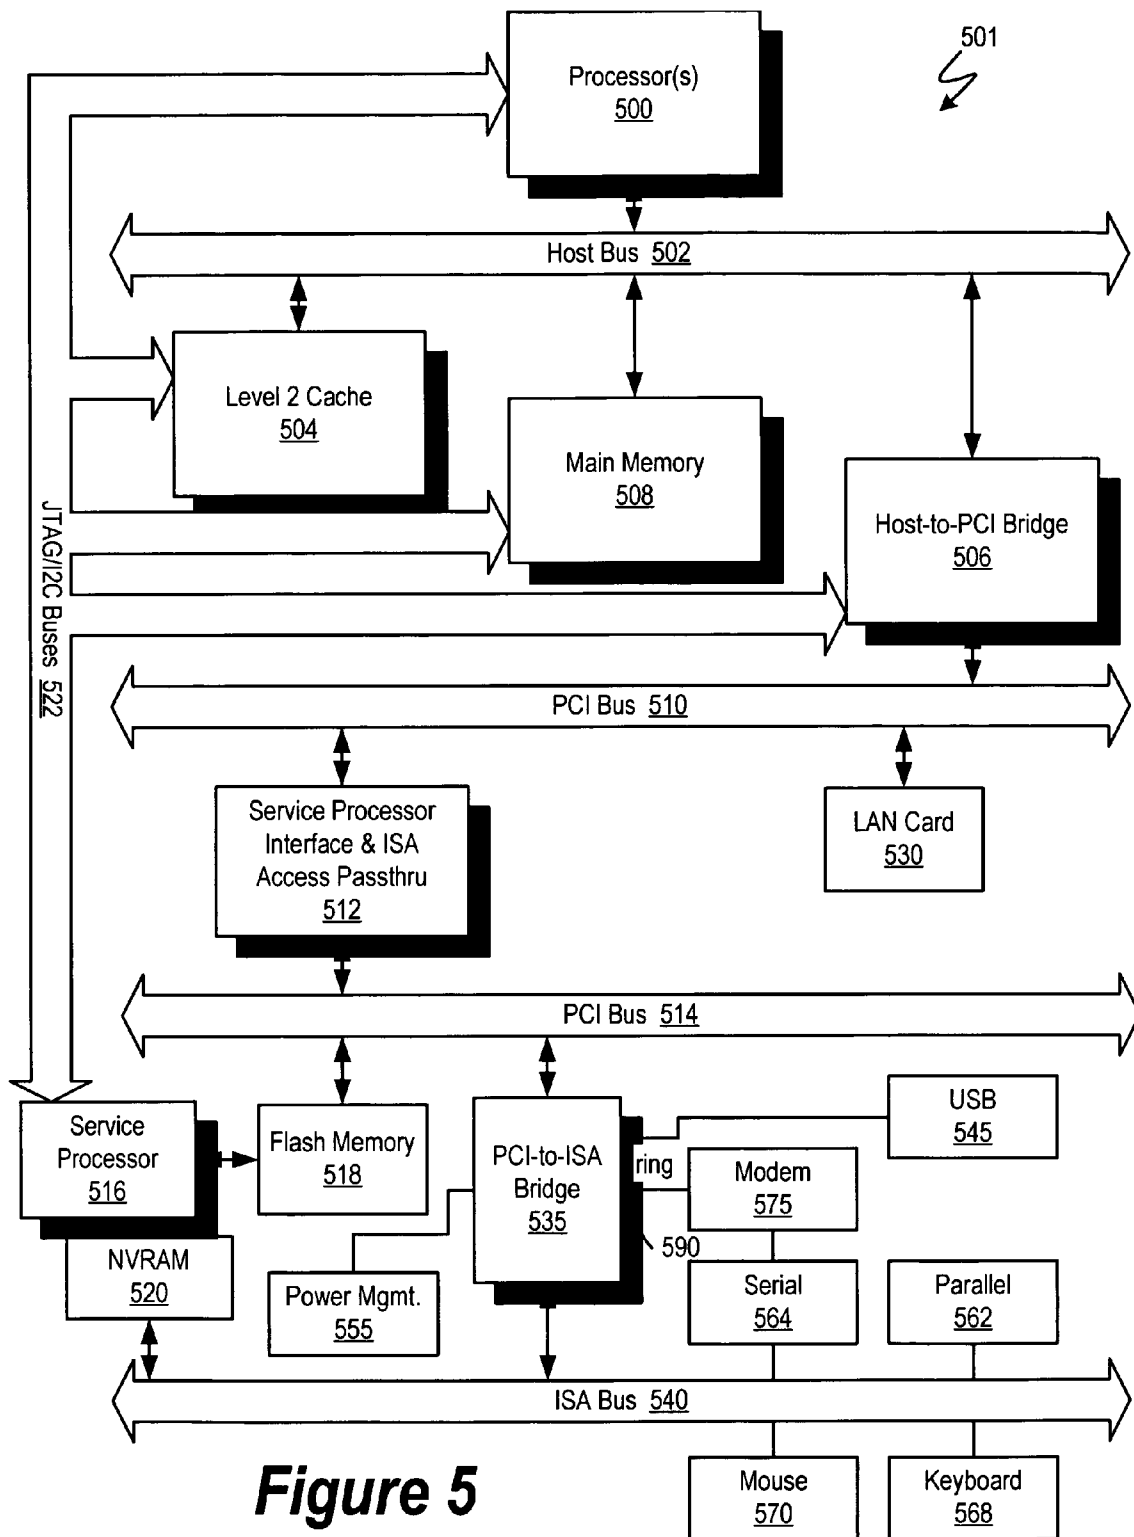 501
Processor(s)
500
Host Bus 502
Level 2 Cache
504
Main Memory
508
Host-to-PCI Bridge
506
JTAG/I2C Buses 522
PCI Bus 510
Service Processor
Interface & ISA
Access Passthru
512
LAN Card
530
PCI Bus 514
Service
Processor
516
Flash Memory
518
PCI-to-ISA
Bridge
535
USB
545
ring
Modem
575
590
NVRAM
520
Power Mgmt.
555
Serial
564
Parallel
562
ISA Bus 540
Mouse
570
Keyboard
568
Figure 5